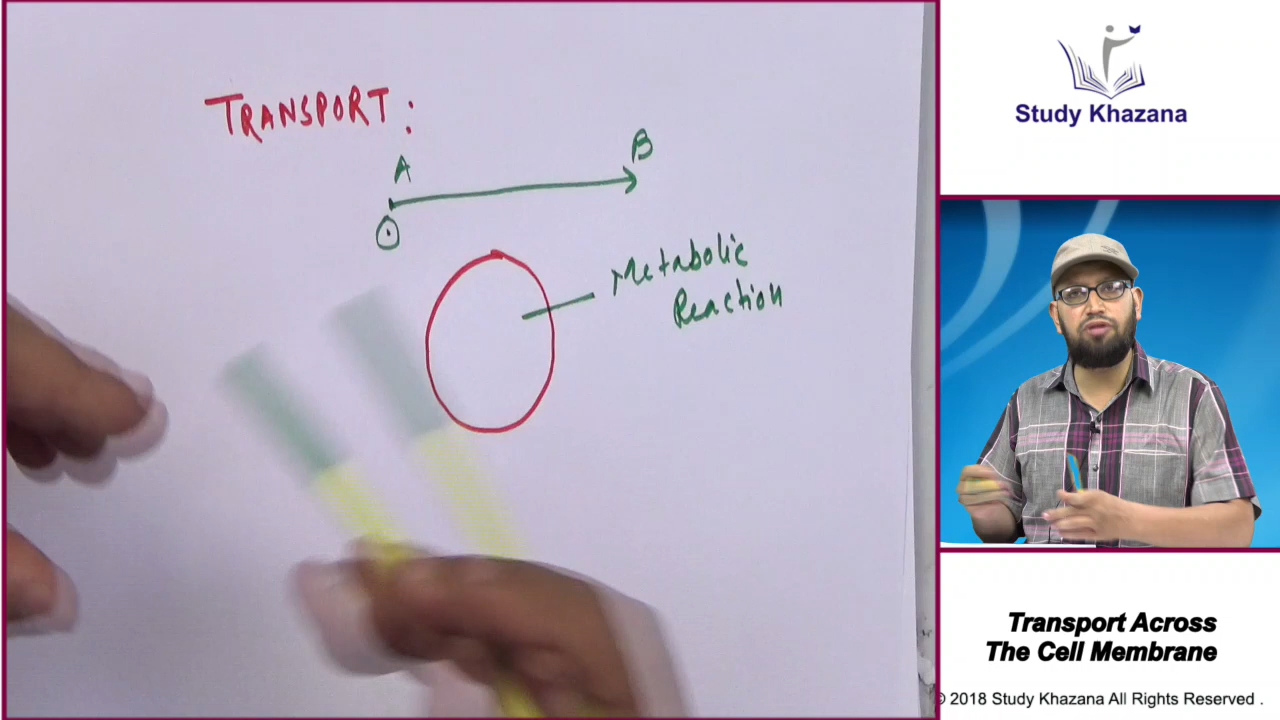 TRANSPORT:
A
B
Metabolic
Reaction
Study Khazana
Transport Across
The Cell Membrane
© 2018 Study Khazana All Rights Reserved .